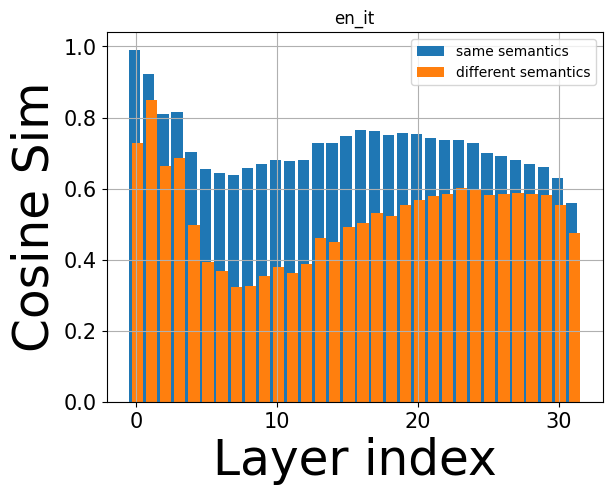 en_it
same semantics
different semantics
1.0
0.8
0.6
0.4
0.2
0.0
Cosine Sim
0 10 20 30
Layer index